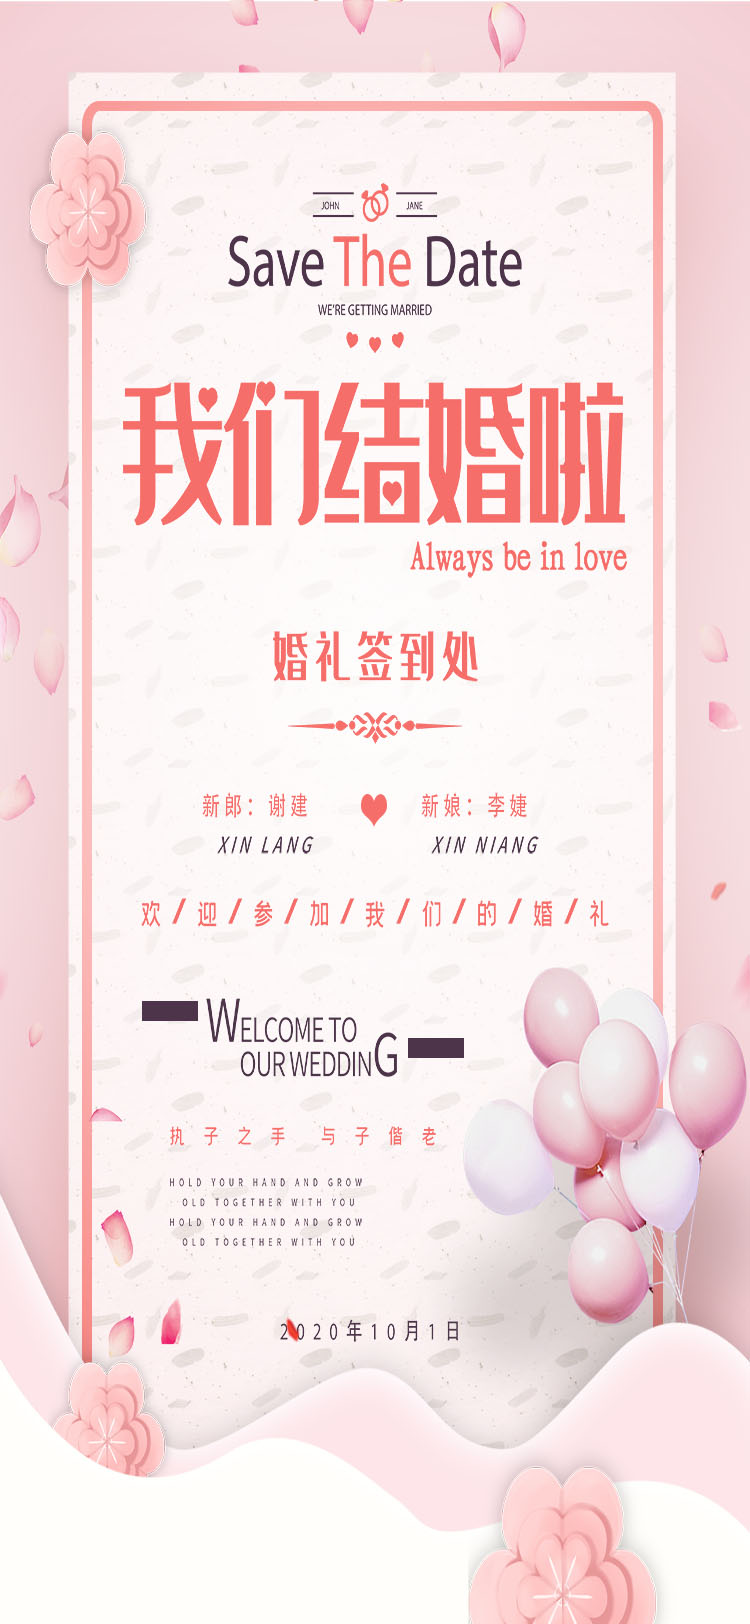 JOHN JANE
Save The Date
WE'RE GETTING MARRIED
我们结婚啦
Always be in love
婚礼签到处
新郎：谢建 新娘：李婕
XIN LANG XIN NIANG
欢/迎/参/加/我/们/的/婚/礼
WELCOME TO
OUR WEDDING
执子之手 与子偕老
HOLD YOUR HAND AND GROW
OLD TOGETHER WITH YOU
HOLD YOUR HAND AND GROW
OLD TOGETHER WITH YOU
2020年10月1日